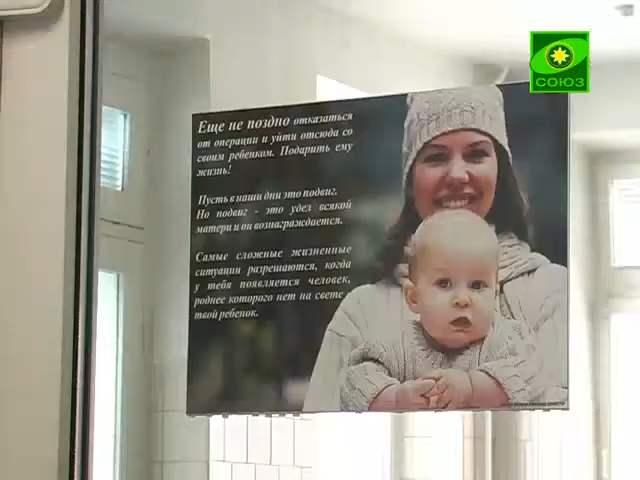 СОЮЗ
Еще не поздно отказаться
от операции и уйти отсюда со
своим ребенком. Подарить ему
жизнь!
Пусть в наши дни это подвиг.
Но подвиг - это удел всякой
матери и он вознаграждается.
Самые сложные жизненные
ситуации разрешаются, когда
у тебя появляется человек,
роднее которого нет на свете -
твой ребенок.